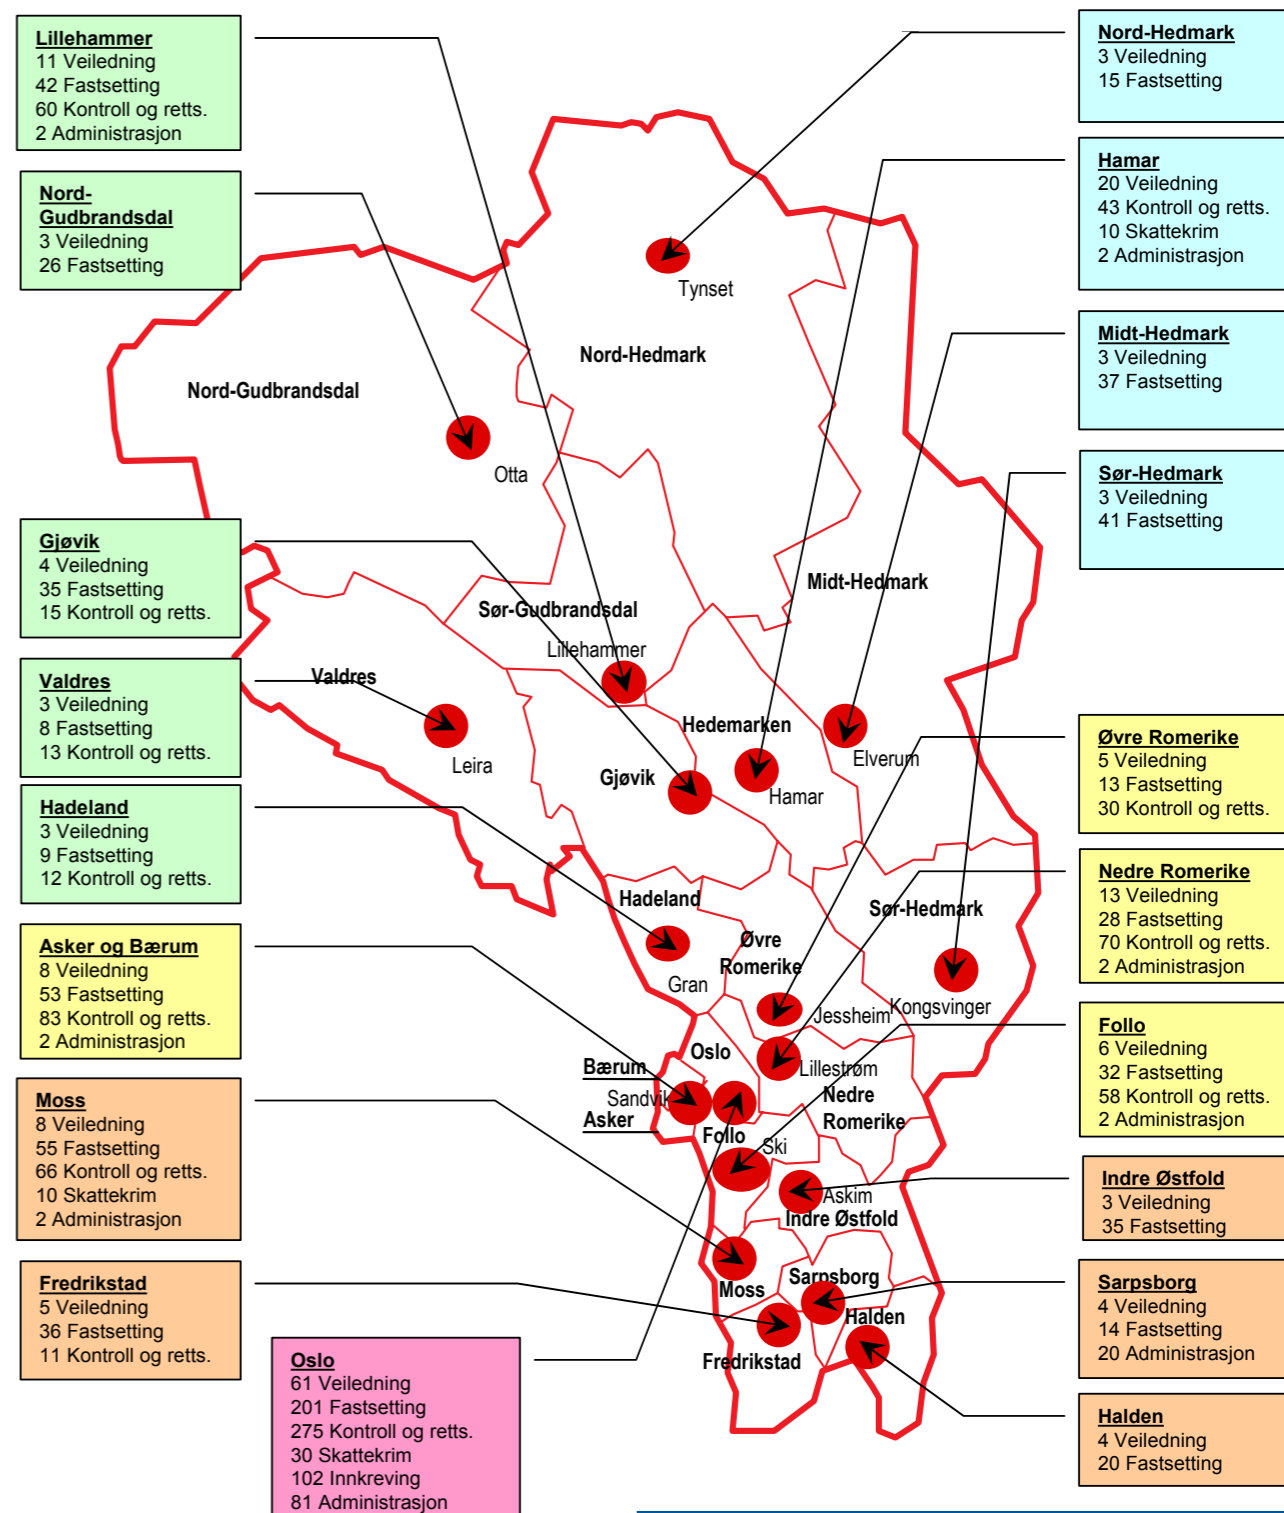 Lillehammer
11 Veiledning
42 Fastsetting
60 Kontroll og retts.
2 Administrasjon
Nord-
Gudbrandsdal
3 Veiledning
26 Fastsetting
Gjøvik
4 Veiledning
35 Fastsetting
15 Kontroll og retts.
Valdres
3 Veiledning
8 Fastsetting
13 Kontroll og retts.
Hadeland
3 Veiledning
9 Fastsetting
12 Kontroll og retts.
Asker og Bærum
8 Veiledning
53 Fastsetting
83 Kontroll og retts.
2 Administrasjon
Moss
8 Veiledning
55 Fastsetting
66 Kontroll og retts.
10 Skattekrim
2 Administrasjon
Fredrikstad
5 Veiledning
36 Fastsetting
11 Kontroll og retts.
Oslo
61 Veiledning
201 Fastsetting
275 Kontroll og retts.
30 Skattekrim
102 Innkreving
81 Administrasjon
Tynset
Nord-Hedmark
Nord-Gudbrandsdal
Otta
Midt-Hedmark
Sør-Gudbrandsdal
Lillehammer
Valdres
Hedemarken
Leira
Elverum
Gjøvik
Hamar
Hadeland
Sør-Hedmark
Øvre
Romerike
Gran
Kongsvinger
Jessheim
Oslo
Bærum
Lillestrøm
Sandvik
Nedre
Romerike
Asker
Follo
Ski
Askim
Indre Østfold
Sarpsborg
Moss
Halden
Fredrikstad
Nord-Hedmark
3 Veiledning
15 Fastsetting
Hamar
20 Veiledning
43 Kontroll og retts.
10 Skattekrim
2 Administrasjon
Midt-Hedmark
3 Veiledning
37 Fastsetting
Sør-Hedmark
3 Veiledning
41 Fastsetting
Øvre Romerike
5 Veiledning
13 Fastsetting
30 Kontroll og retts.
Nedre Romerike
13 Veiledning
28 Fastsetting
70 Kontroll og retts.
2 Administrasjon
Follo
6 Veiledning
32 Fastsetting
58 Kontroll og retts.
2 Administrasjon
Indre Østfold
3 Veiledning
35 Fastsetting
Sarpsborg
4 Veiledning
14 Fastsetting
20 Administrasjon
Halden
4 Veiledning
20 Fastsetting